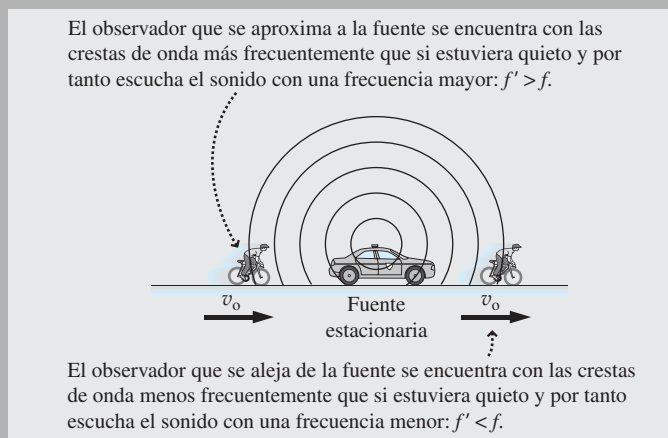 El observador que se aproxima a la fuente se encuentra con las
crestas de onda más frecuentemente que si estuviera quieto y por
tanto escucha el sonido con una frecuencia mayor: f' > f.
v₀
Fuente
estacionaria
v₀
El observador que se aleja de la fuente se encuentra con las crestas
de onda menos frecuentemente que si estuviera quieto y por tanto
escucha el sonido con una frecuencia menor: f' < f.